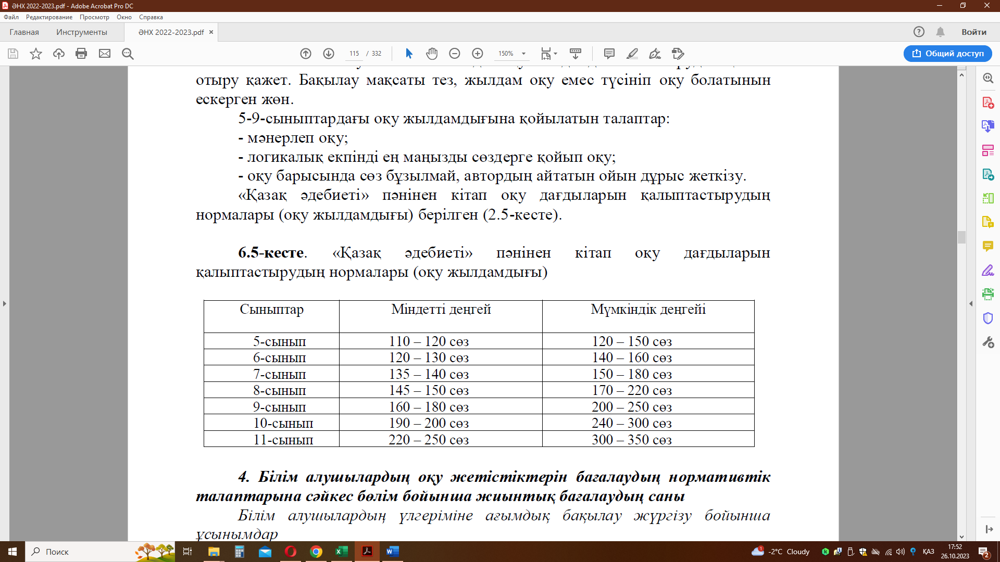 ӘНХ 2022-2023.pdf - Adobe Acrobat Pro DC
Файл Редактирование Просмотр Окно Справка
Главная Инструменты ӘНХ 2022-2023.pdf × Войти
115 / 332 150% Общий доступ
отыру қажет. Бақылау мақсаты тез, жылдам оқу емес түсініп оқу болатынын
ескерген жөн.
5-9-сыныптардағы оқу жылдамдығына қойылатын талаптар:
- мәнерлеп оқу;
- логикалық екпінді ең маңызды сөздерге қойып оқу;
- оқу барысында сөз бұзылмай, автордың айтатын ойын дұрыс жеткізу.
«Қазақ әдебиеті» пәнінен кітап оқу дағдыларын қалыптастырудың
нормалары (оқу жылдамдығы) берілген (2.5-кесте).
6.5-кесте. «Қазақ әдебиеті» пәнінен кітап оқу дағдыларын
қалыптастырудың нормалары (оқу жылдамдығы)
Сыныптар Міндетті деңгей Мүмкіндік деңгейі
5-сынып 110 – 120 сөз 120 – 150 сөз
6-сынып 120 – 130 сөз 140 – 160 сөз
7-сынып 135 – 140 сөз 150 – 180 сөз
8-сынып 145 – 150 сөз 170 – 220 сөз
9-сынып 160 – 180 сөз 200 – 250 сөз
10-сынып 190 – 200 сөз 240 – 300 сөз
11-сынып 220 – 250 сөз 300 – 350 сөз
4. Білім алушылардың оқу жетістіктерін бағалаудың нормативтік
талаптарына сәйкес бөлім бойынша жиынтық бағалаудың саны
Білім алушылардың үлгеріміне ағымдық бақылау жүргізу бойынша
ұсынымдар
Поиск 1 -2°C Cloudy ҚАЗ 17:52
26.10.2023 2